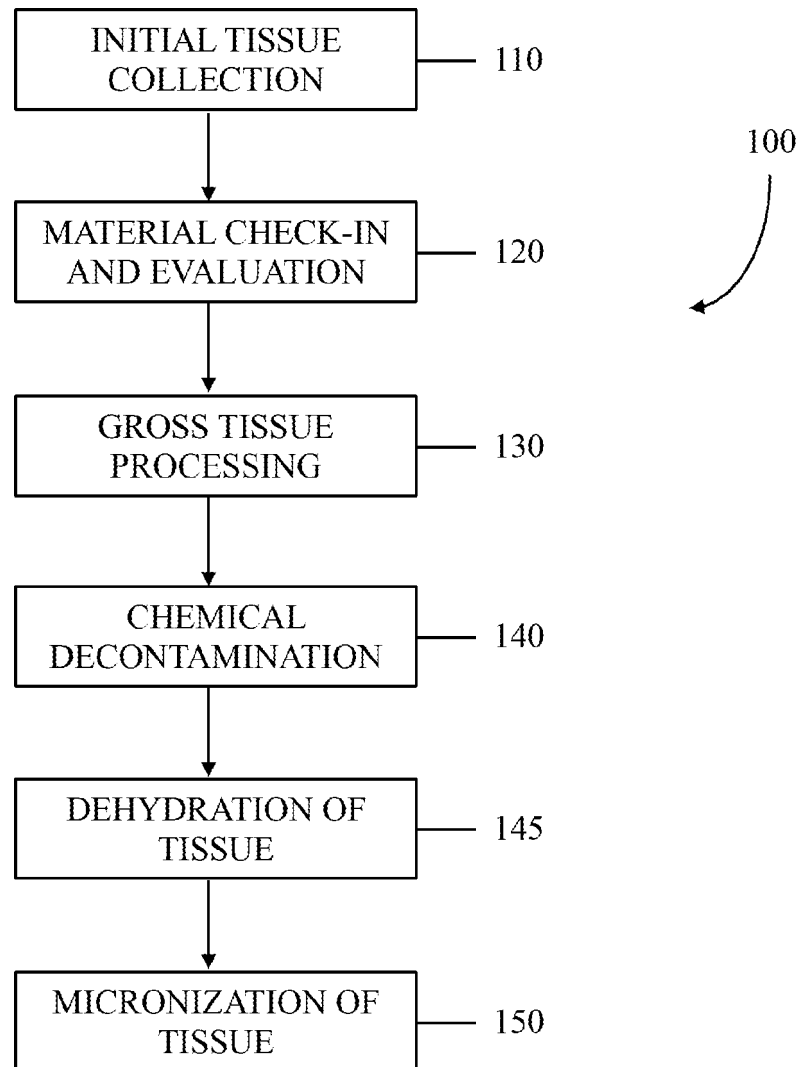 INITIAL TISSUE
COLLECTION
110
100
MATERIAL CHECK-IN
AND EVALUATION
120
GROSS TISSUE
PROCESSING
130
CHEMICAL
DECONTAMINATION
140
DEHYDRATION OF
TISSUE
145
MICRONIZATION OF
TISSUE
150